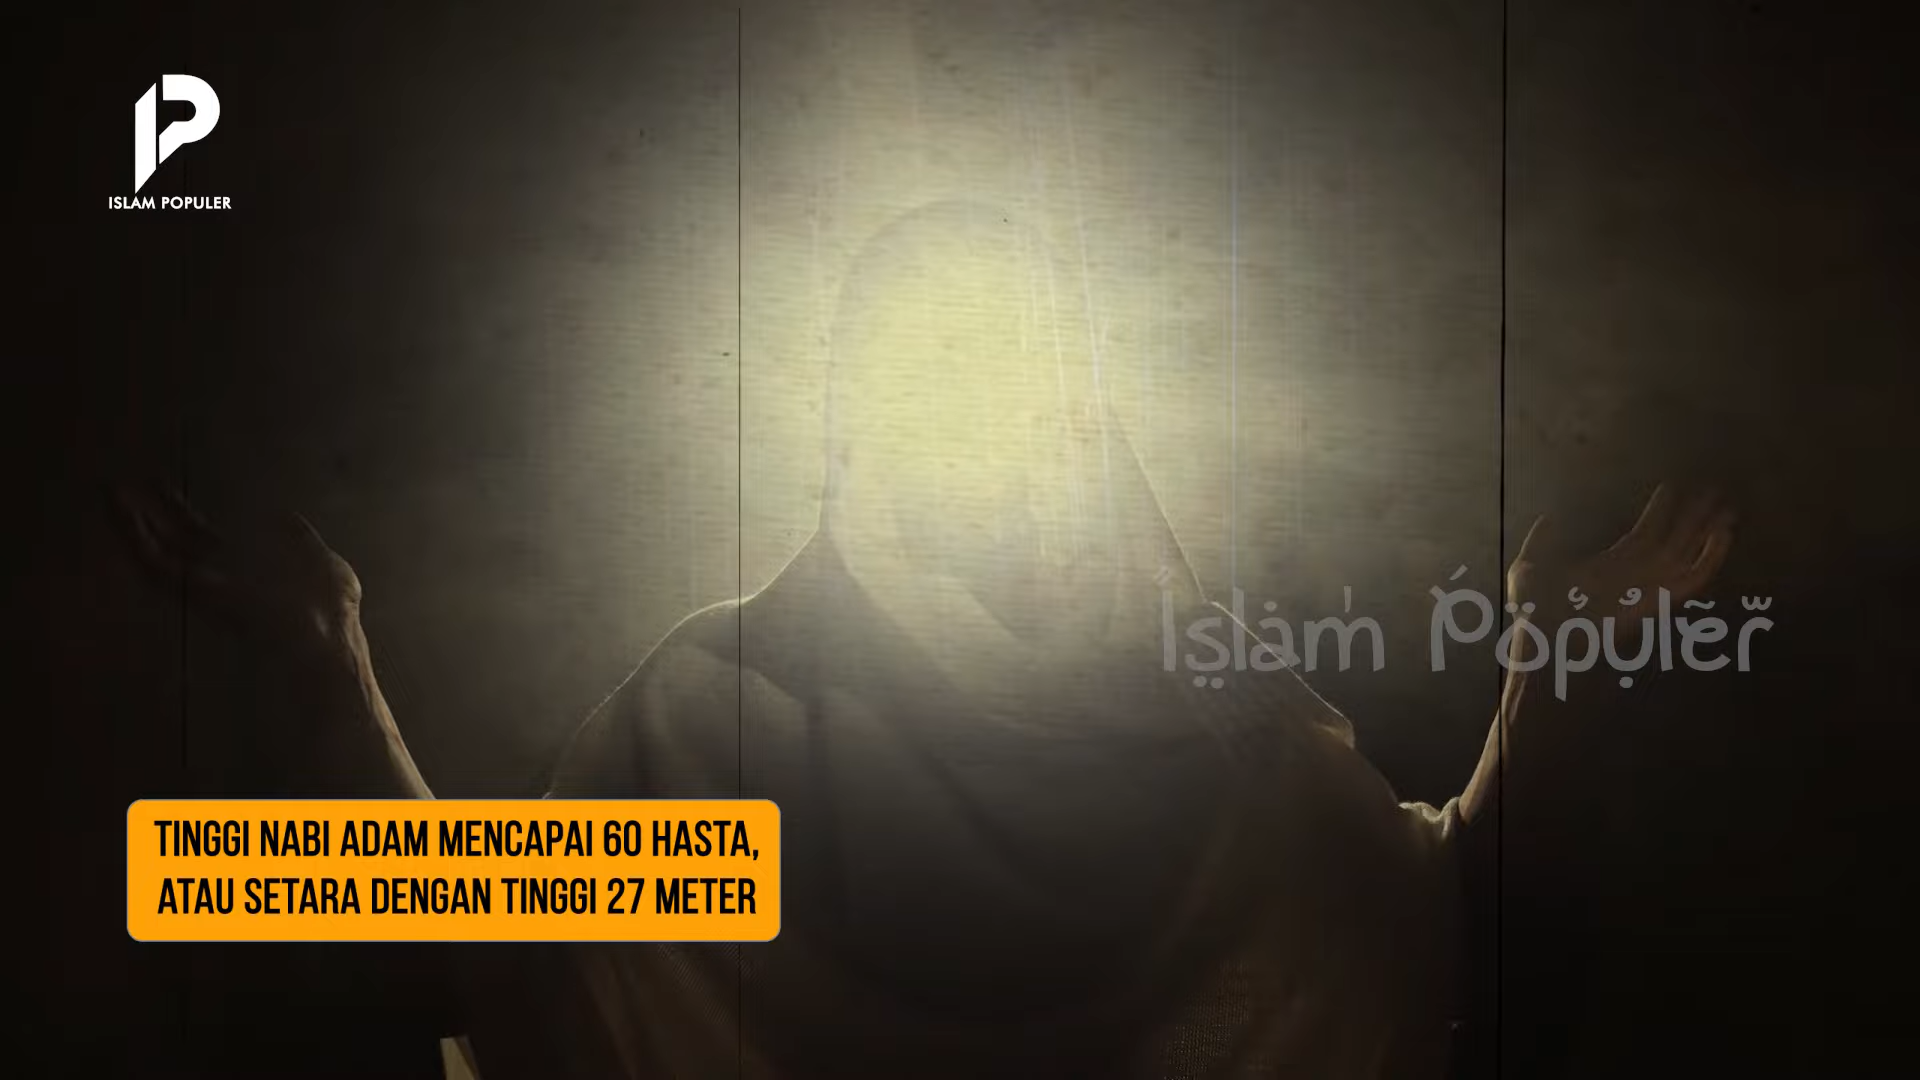 ISLAM POPULER
Islam Populer
TINGGI NABI ADAM MENCAPAI 60 HASTA,
ATAU SETARA DENGAN TINGGI 27 METER